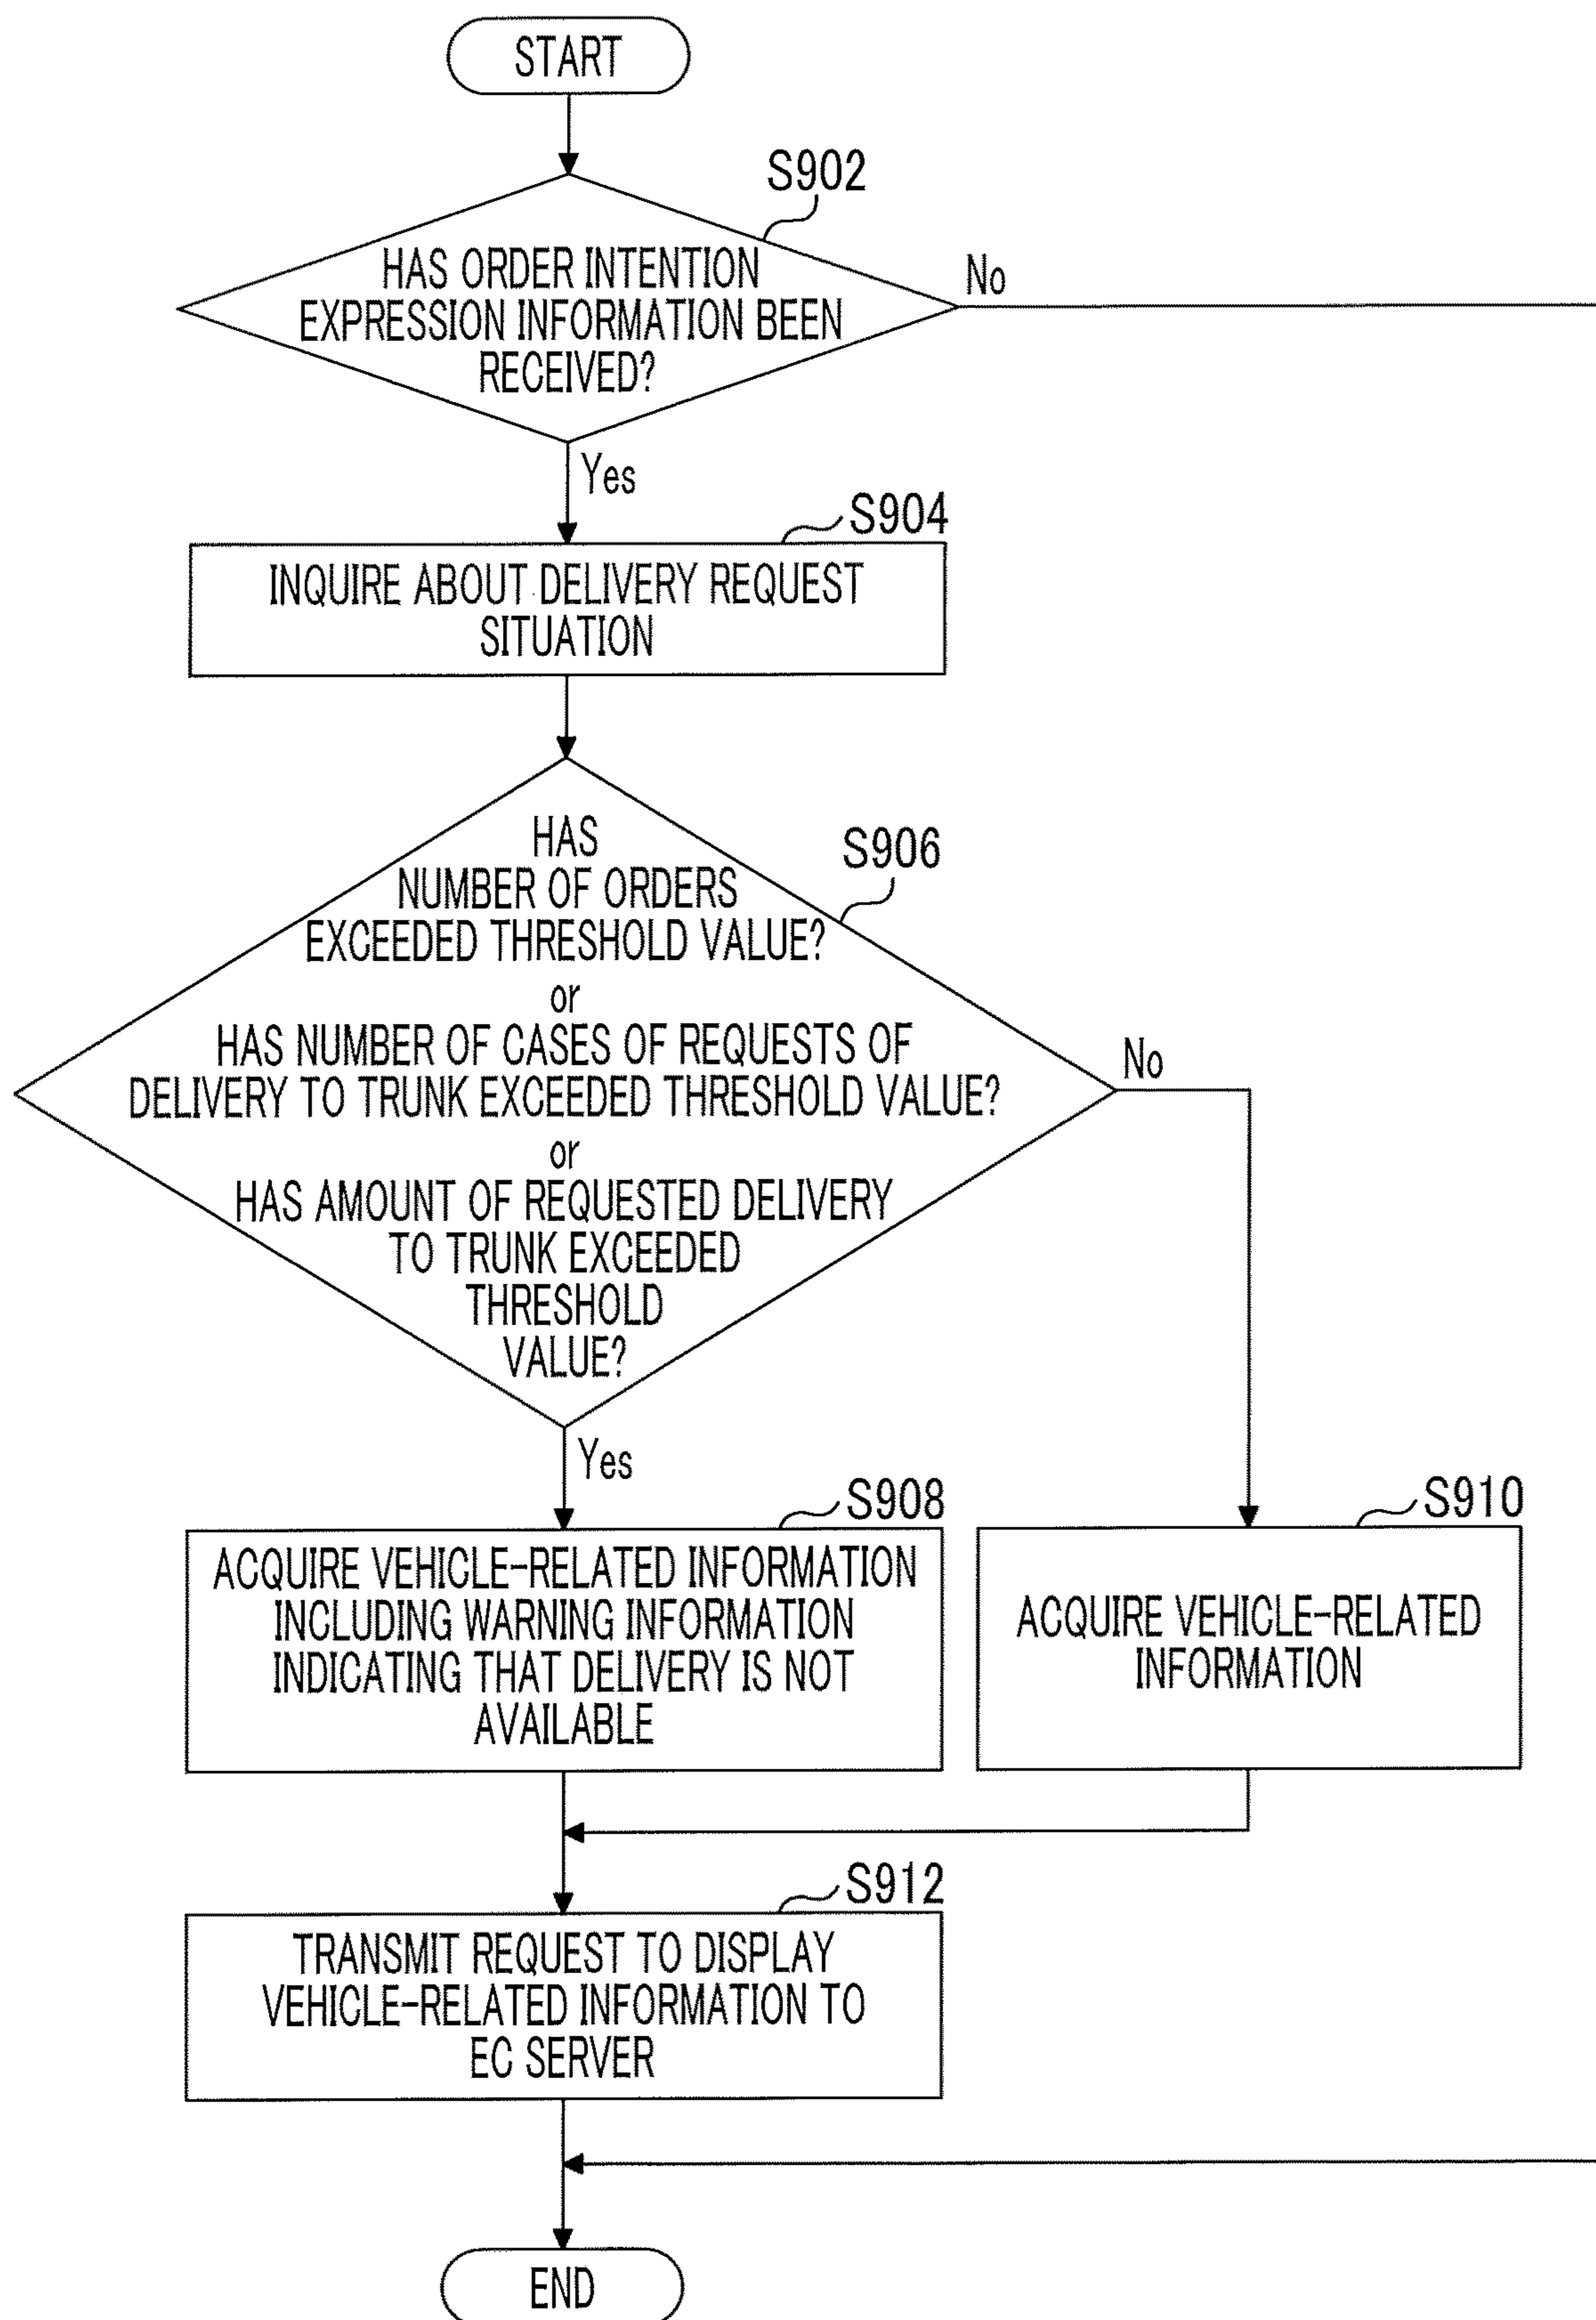 START
S902
HAS ORDER INTENTION
EXPRESSION INFORMATION BEEN
RECEIVED?
No
Yes
S904
INQUIRE ABOUT DELIVERY REQUEST
SITUATION
S906
HAS
NUMBER OF ORDERS
EXCEEDED THRESHOLD VALUE?
or
HAS NUMBER OF CASES OF REQUESTS OF
DELIVERY TO TRUNK EXCEEDED THRESHOLD VALUE?
or
HAS AMOUNT OF REQUESTED DELIVERY
TO TRUNK EXCEEDED
THRESHOLD
VALUE?
No
Yes
S908
ACQUIRE VEHICLE-RELATED INFORMATION
INCLUDING WARNING INFORMATION
INDICATING THAT DELIVERY IS NOT
AVAILABLE
S910
ACQUIRE VEHICLE-RELATED
INFORMATION
S912
TRANSMIT REQUEST TO DISPLAY
VEHICLE-RELATED INFORMATION TO
EC SERVER
END